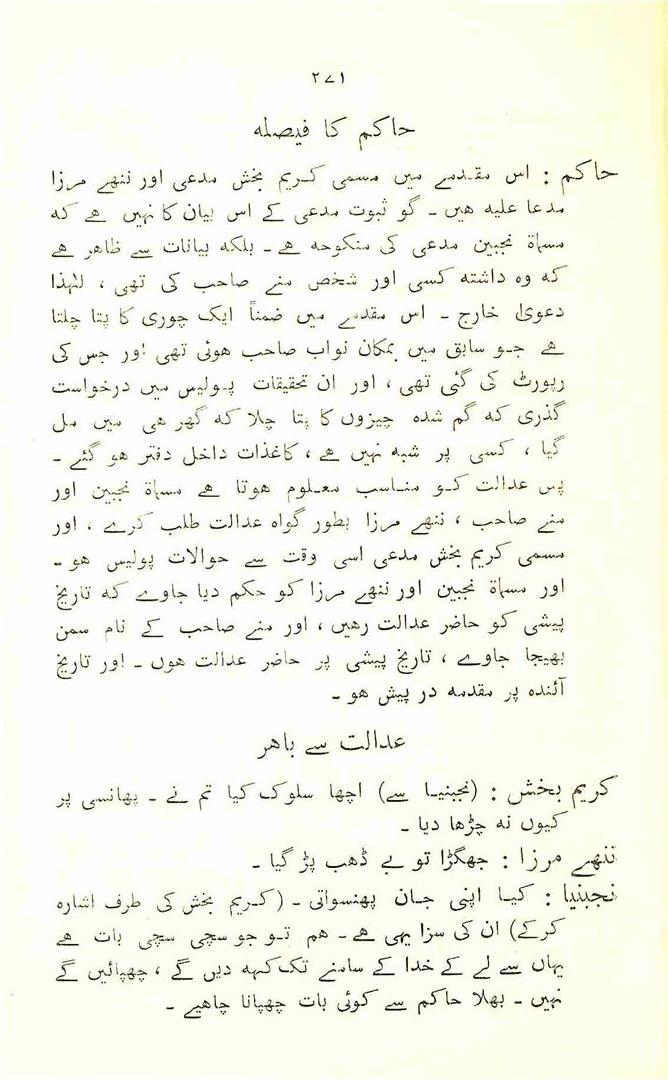 ۲۷۱
حاکم کا فیصلہ
حاکم : اس مقدمے میں مسمی کریم بخش مدعی اور ننھے مرزا
مدعا علیہ ھیں ۔ گو ثبوت مدعی کے اس بیان کا نہیں ھے کہ
مسماۃ نجبین مدعی کی منکوحہ ھے ۔ بلکہ بیانات سے ظاھر ھے
کہ وہ داشتہ کسی اور شخص منے صاحب کی تھی ، لہٰذا
دعویٰ خارج ۔ اس مقدمے میں ضمناً ایک چوری کا پتا چلتا
ھے جو سابق میں بمکان نواب صاحب ھوئی تھی اور جس کی
رپورٹ کی گئی تھی ، اور ان تحقیقات پولیس میں درخواست
گذری کہ گم شدہ چیزوں کا پتا چلا کہ گھر ھی میں مل
گیا ، کسی پر شبہ نہیں ھے ، کاغذات داخل دفتر ھو گئے ۔
پس عدالت کو مناسب معلوم ھوتا ھے مسماۃ نجبین اور
منے صاحب ، ننھے مرزا بطور گواہ عدالت طلب کرے ، اور
مسمی کریم بخش مدعی اسی وقت سے حوالات پولیس ھو ۔
اور مسماۃ نجبین اور ننھے مرزا کو حکم دیا جاوے کہ تاریخ
پیشی کو حاضر عدالت رھیں ، اور منے صاحب کے نام سمن
بھیجا جاوے ، تاریخ پیشی پر حاضر عدالت ھوں ۔ اور تاریخ
آئندہ پر مقدمہ در پیش ھو ۔
عدالت سے باھر
کریم بخش : (نجبنیا سے) اچھا سلوک کیا تم نے ۔ پھانسی پر
کیوں نہ چڑھا دیا ۔
ننھے مرزا : جھگڑا تو بے ڈھب پڑ گیا ۔
نجبنیا : کیا اپنی جان پھنسواتی ۔ (کریم بخش کی طرف اشارہ
کرکے) ان کی سزا یہی ھے ۔ ھم تو جو سچی سچی بات ھے
یہاں سے لے کے خدا کے سامنے تک کہہ دیں گے ، چھپائیں گے
نہیں ۔ بھلا حاکم سے کوئی بات چھپانا چاھیے ۔